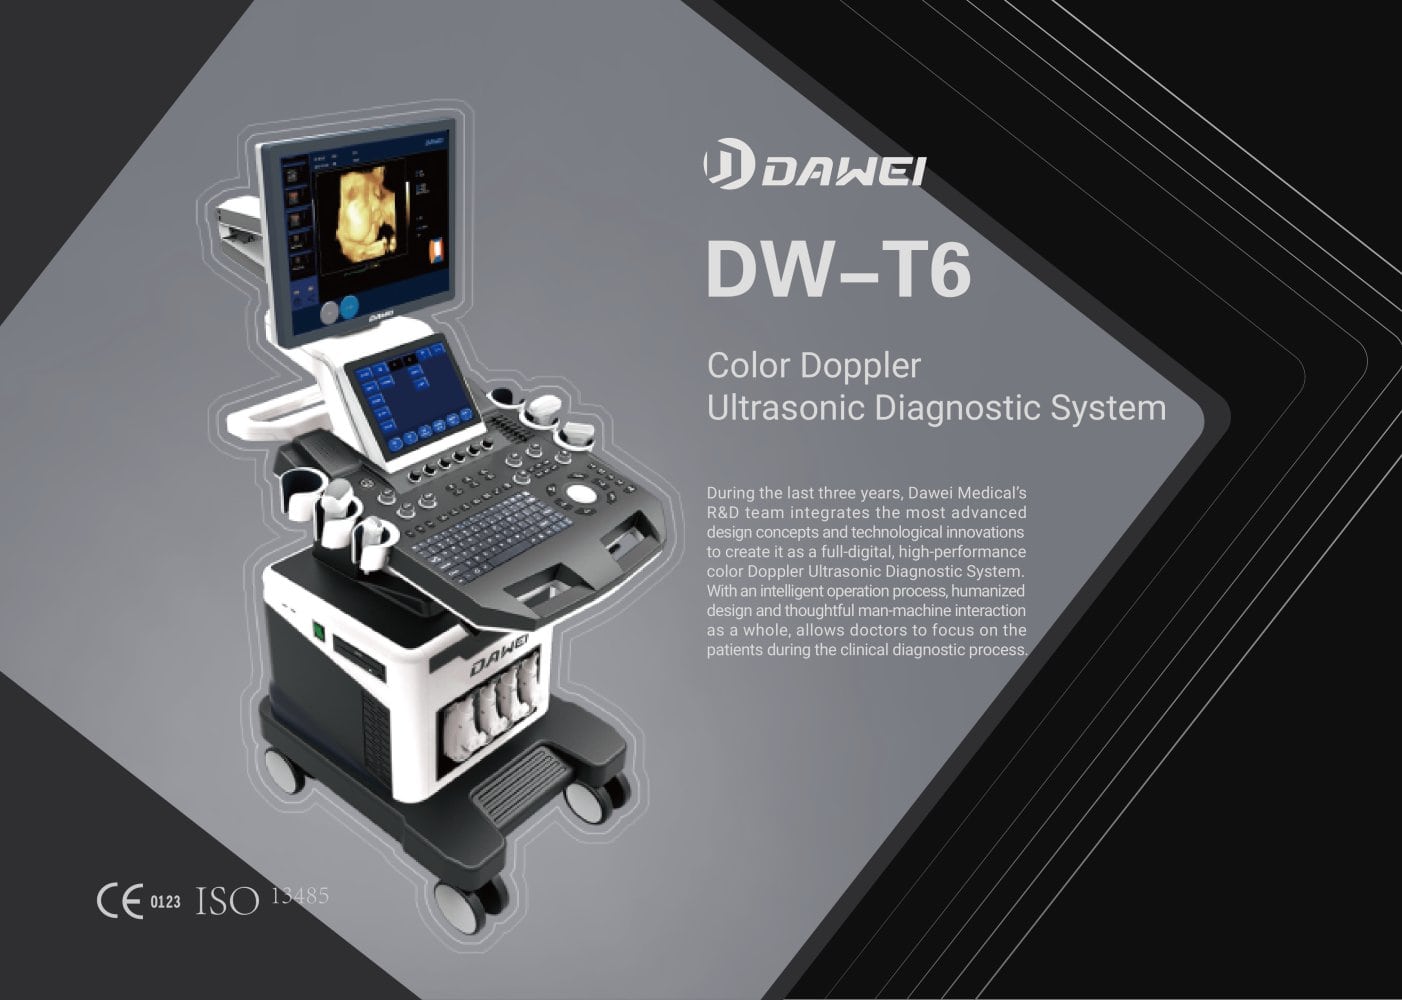 DAWEI
DW-T6
Color Doppler
Ultrasonic Diagnostic System
During the last three years, Dawei Medical's
R&D team integrates the most advanced
design concepts and technological innovations
to create it as a full-digital, high-performance
color Doppler Ultrasonic Diagnostic System.
With an intelligent operation process, humanized
design and thoughtful man-machine interaction
as a whole, allows doctors to focus on the
patients during the clinical diagnostic process.
DAWEI
DAWEI
DAWEI
CE 0123 ISO 13485